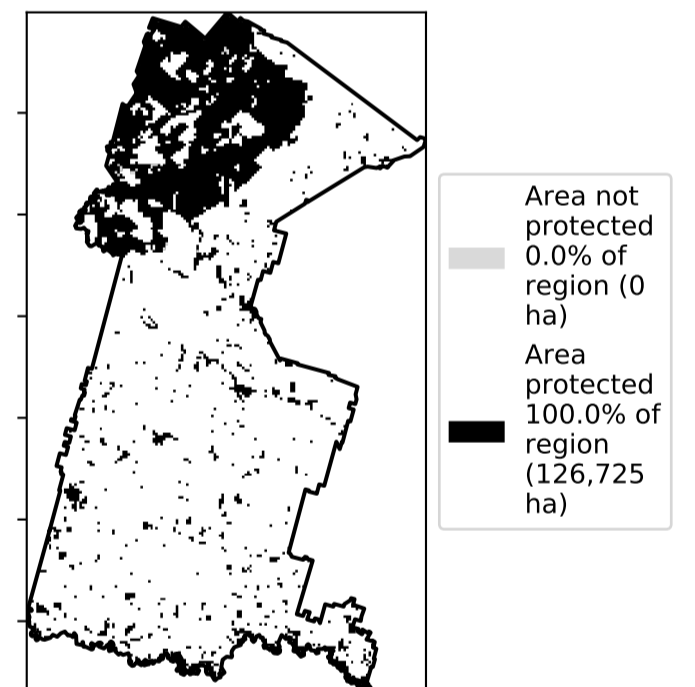 Area not
protected
0.0% of
region (0
ha)
Area
protected
100.0% of
region
(126,725
ha)